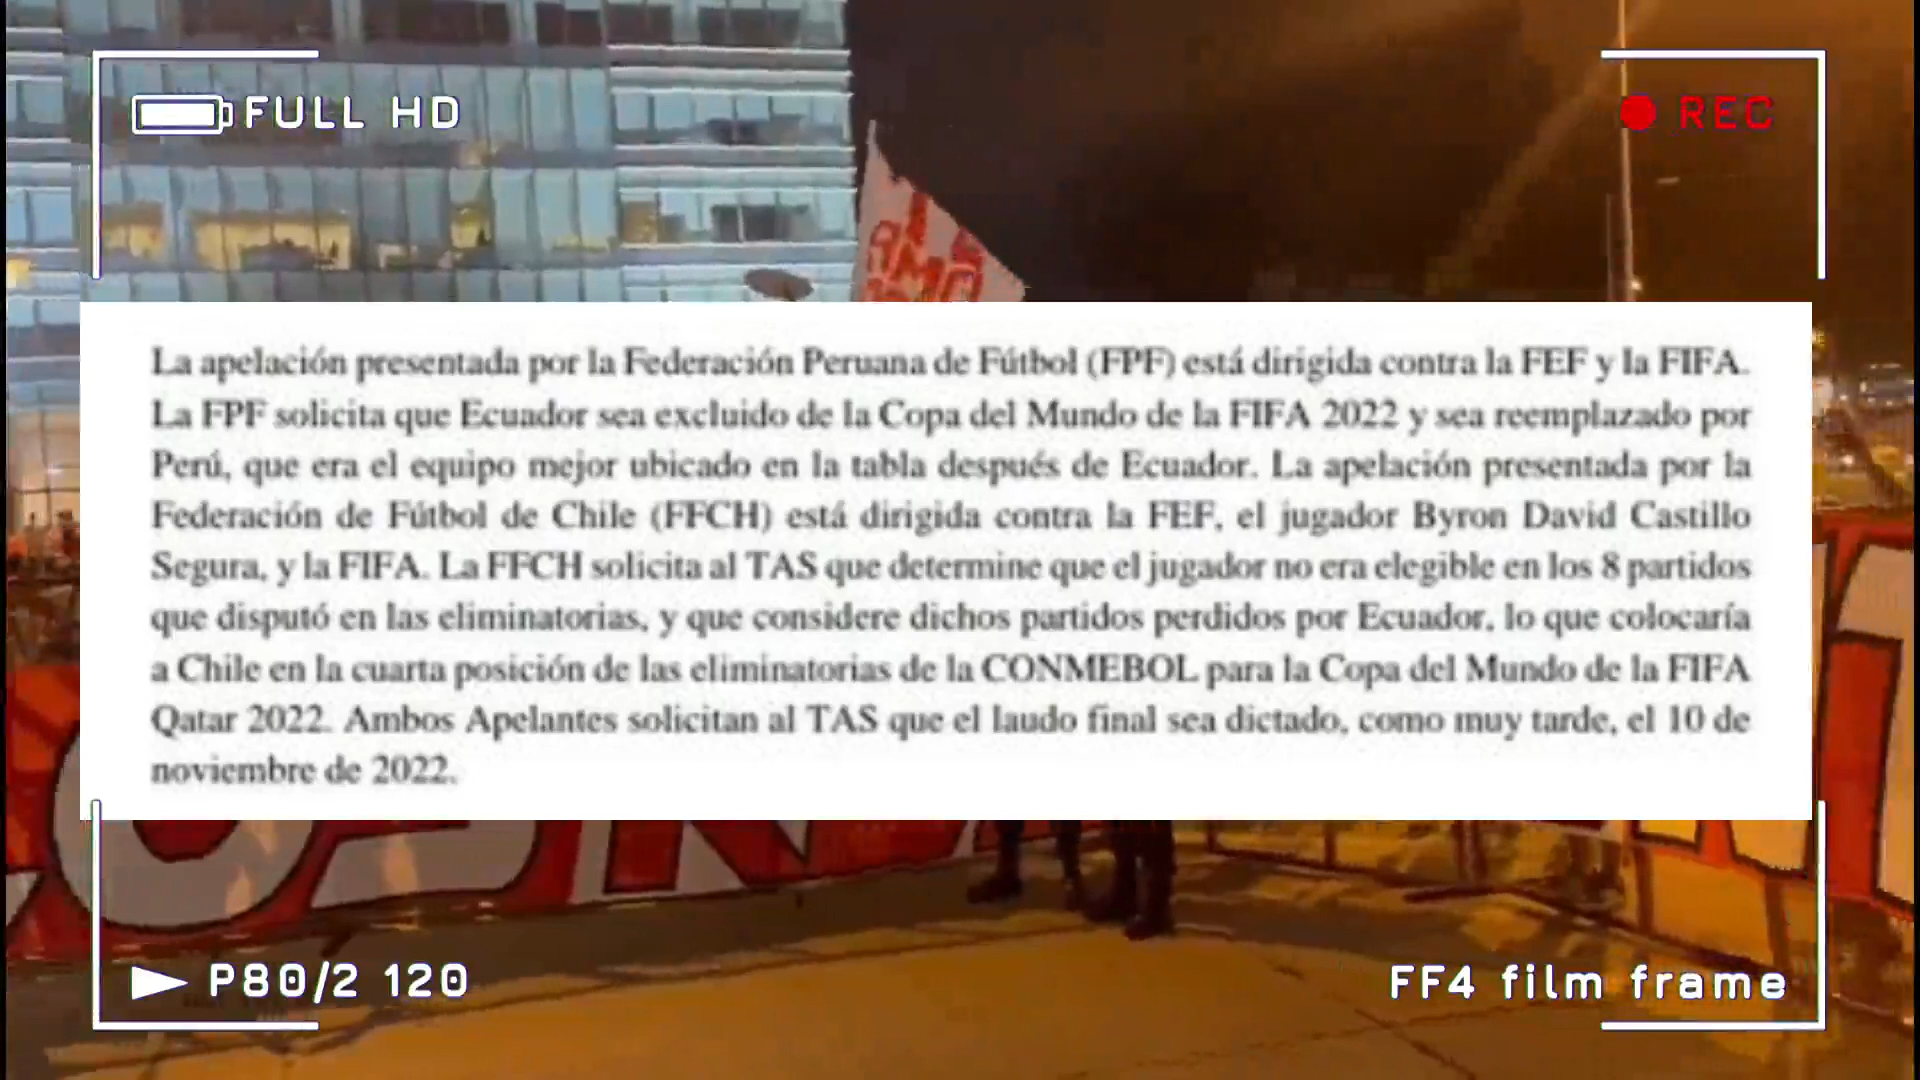 FULL HD
REC
AMO
La apelación presentada por la Federación Peruana de Fútbol (FPF) está dirigida contra la FEF y la FIFA.
La FPF solicita que Ecuador sea excluido de la Copa del Mundo de la FIFA 2022 y sea reemplazado por
Perú, que era el equipo mejor ubicado en la tabla después de Ecuador. La apelación presentada por la
Federación de Fútbol de Chile (FFCH) está dirigida contra la FEF, el jugador Byron David Castillo
Segura, y la FIFA. La FFCH solicita al TAS que determine que el jugador no era elegible en los 8 partidos
que disputó en las eliminatorias, y que considere dichos partidos perdidos por Ecuador, lo que colocaría
a Chile en la cuarta posición de las eliminatorias de la CONMEBOL para la Copa del Mundo de la FIFA
Qatar 2022. Ambos Apelantes solicitan al TAS que el laudo final sea dictado, como muy tarde, el 10 de
noviembre de 2022.
P80/2 120
FF4 film frame